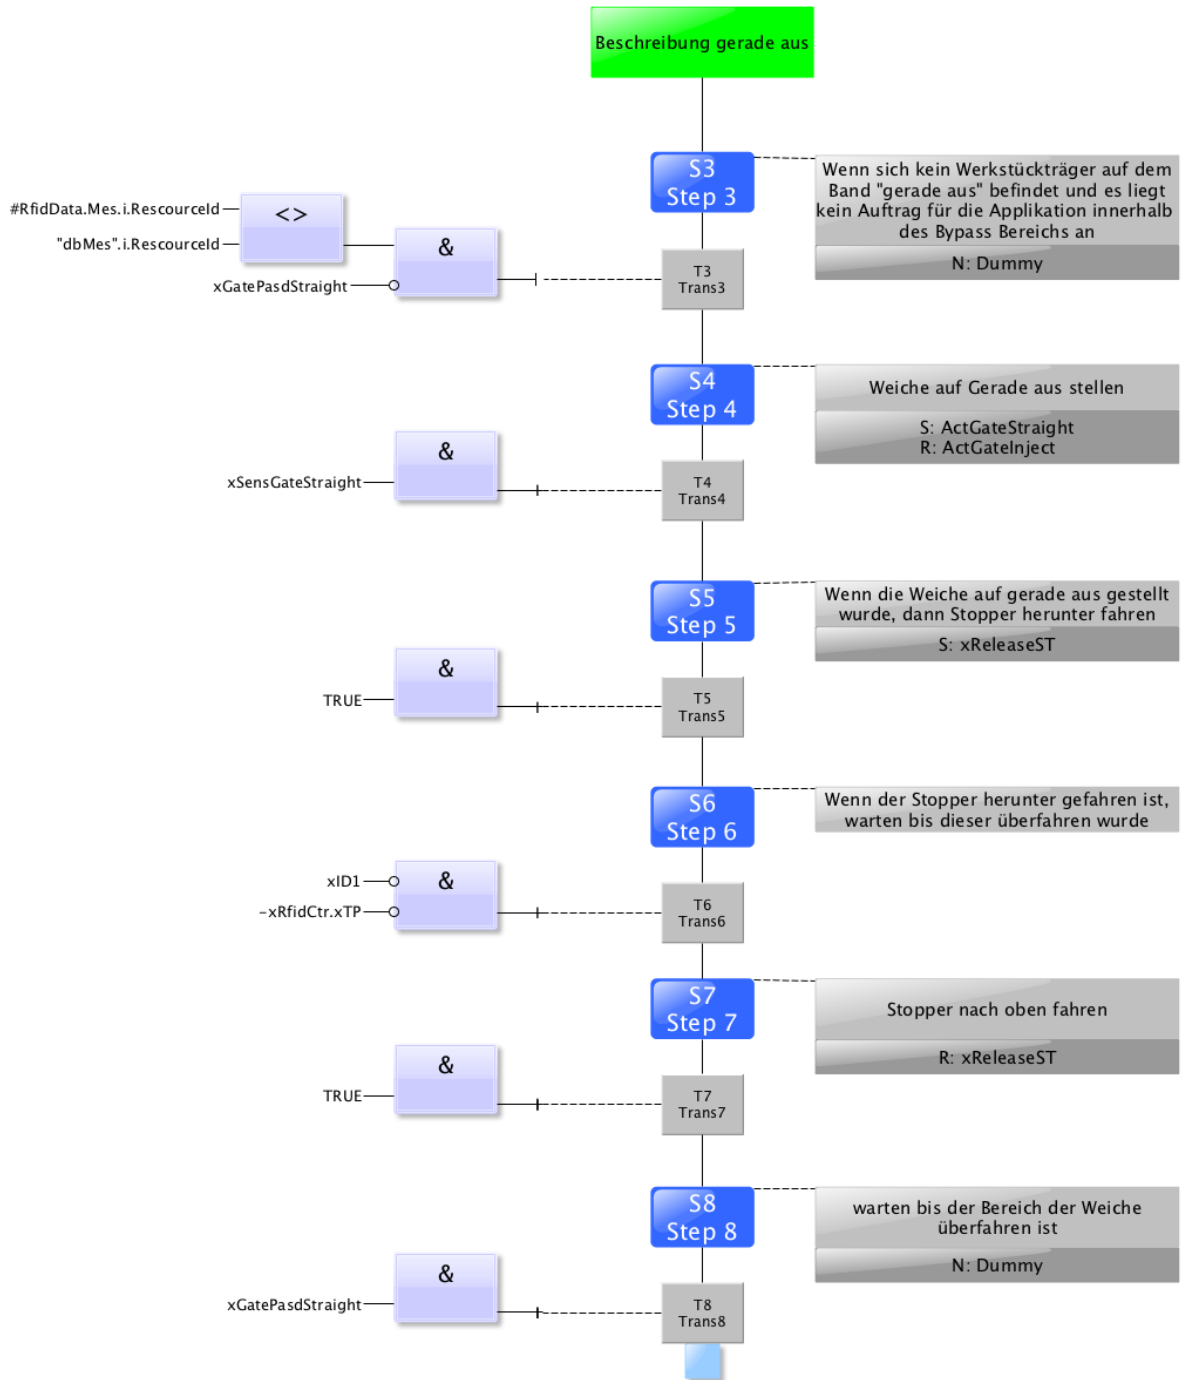 Beschreibung gerade aus
S3
Step 3
Wenn sich kein Werkstückträger auf dem
Band "gerade aus" befindet und es liegt
kein Auftrag für die Applikation innerhalb
des Bypass Bereichs an
N: Dummy
#RfidData.Mes.i.RescourceId
"dbMes".i.RescourceId
<>
&
xGatePasdStraight
T3
Trans3
S4
Step 4
Weiche auf Gerade aus stellen
S: ActGateStraight
R: ActGateInject
&
xSensGateStraight
T4
Trans4
S5
Step 5
Wenn die Weiche auf gerade aus gestellt
wurde, dann Stopper herunter fahren
S: xReleaseST
&
TRUE
T5
Trans5
S6
Step 6
Wenn der Stopper herunter gefahren ist,
warten bis dieser überfahren wurde
&
xID1
-xRfidCtr.xTP
T6
Trans6
S7
Step 7
Stopper nach oben fahren
R: xReleaseST
&
TRUE
T7
Trans7
S8
Step 8
warten bis der Bereich der Weiche
überfahren ist
N: Dummy
&
xGatePasdStraight
T8
Trans8